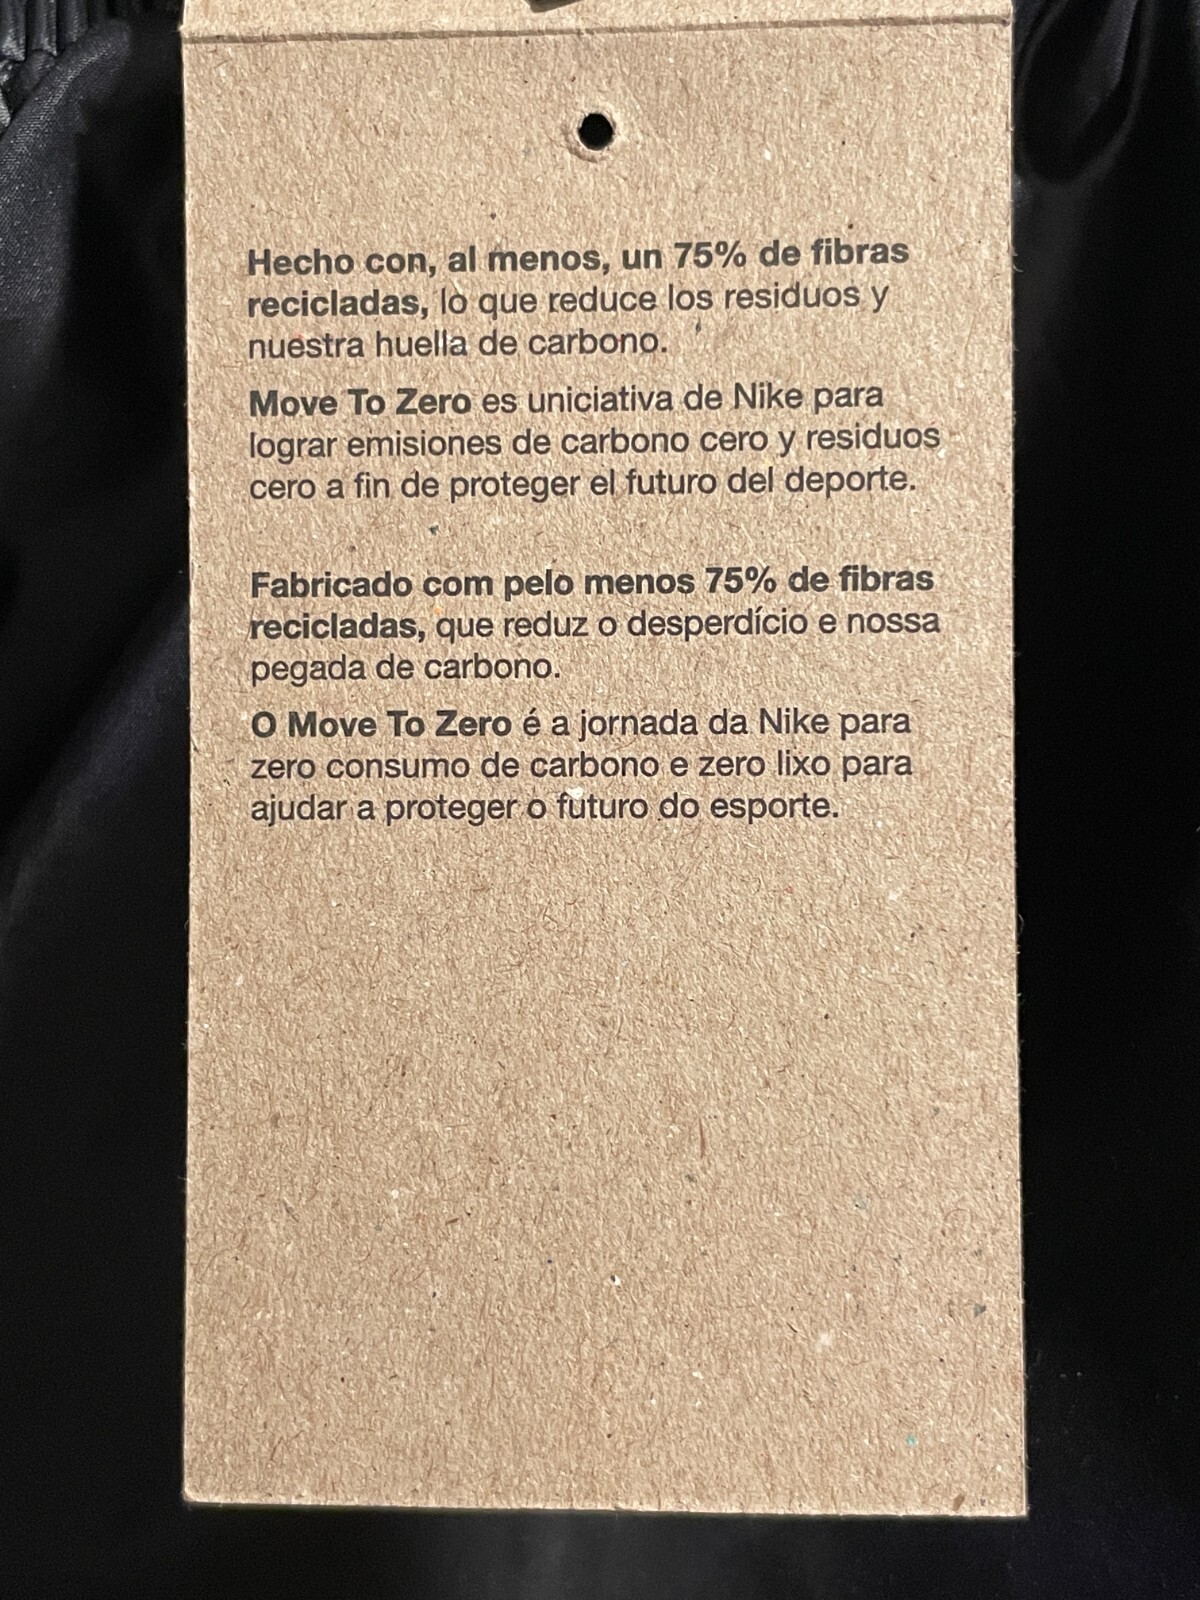 Hecho con, al menos, un 75% de fibras
recicladas, lo que reduce los residuos y
nuestra huella de carbono.
Move To Zero es uniciativa de Nike para
lograr emisiones de carbono cero y residuos
cero a fin de proteger el futuro del deporte.
Fabricado com pelo menos 75% de fibras
recicladas, que reduz o desperdício e nossa
pegada de carbono.
O Move To Zero é a jornada da Nike para
zero consumo de carbono e zero lixo para
ajudar a proteger o futuro do esporte.